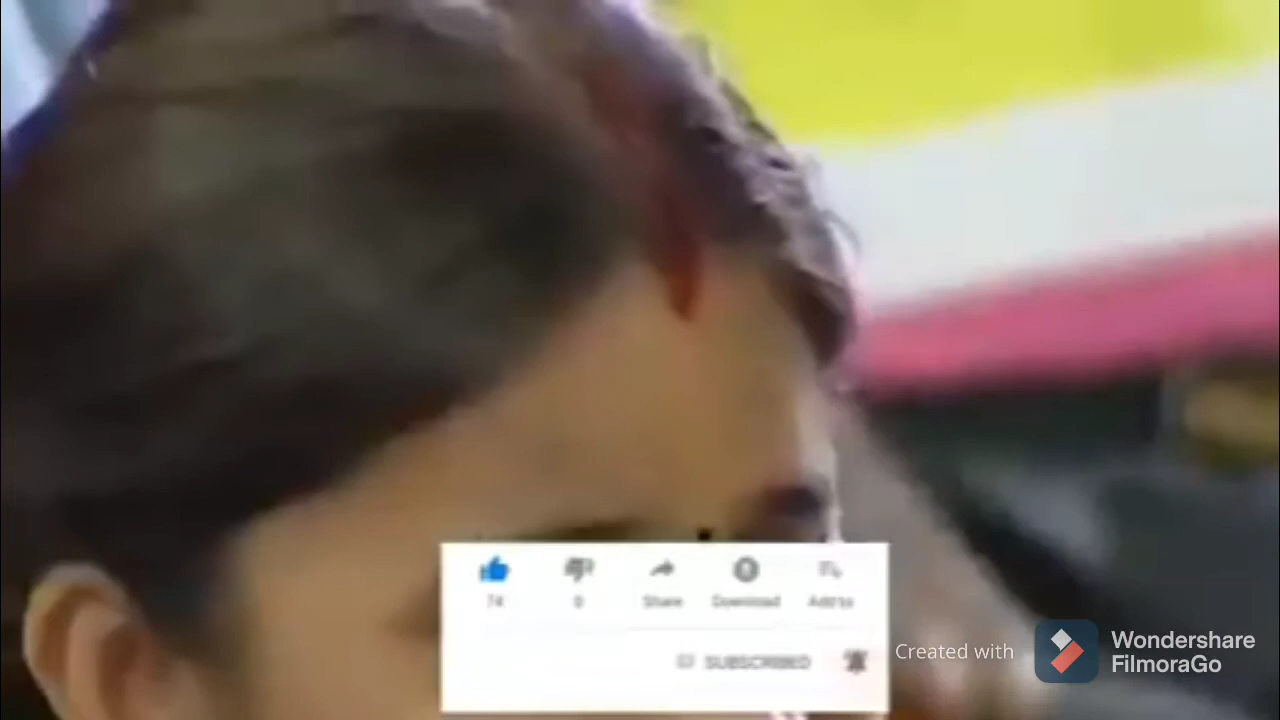 74
0
Share
Download
Add to
SUBSCRIBED
Created with
Wondershare
FilmoraGo